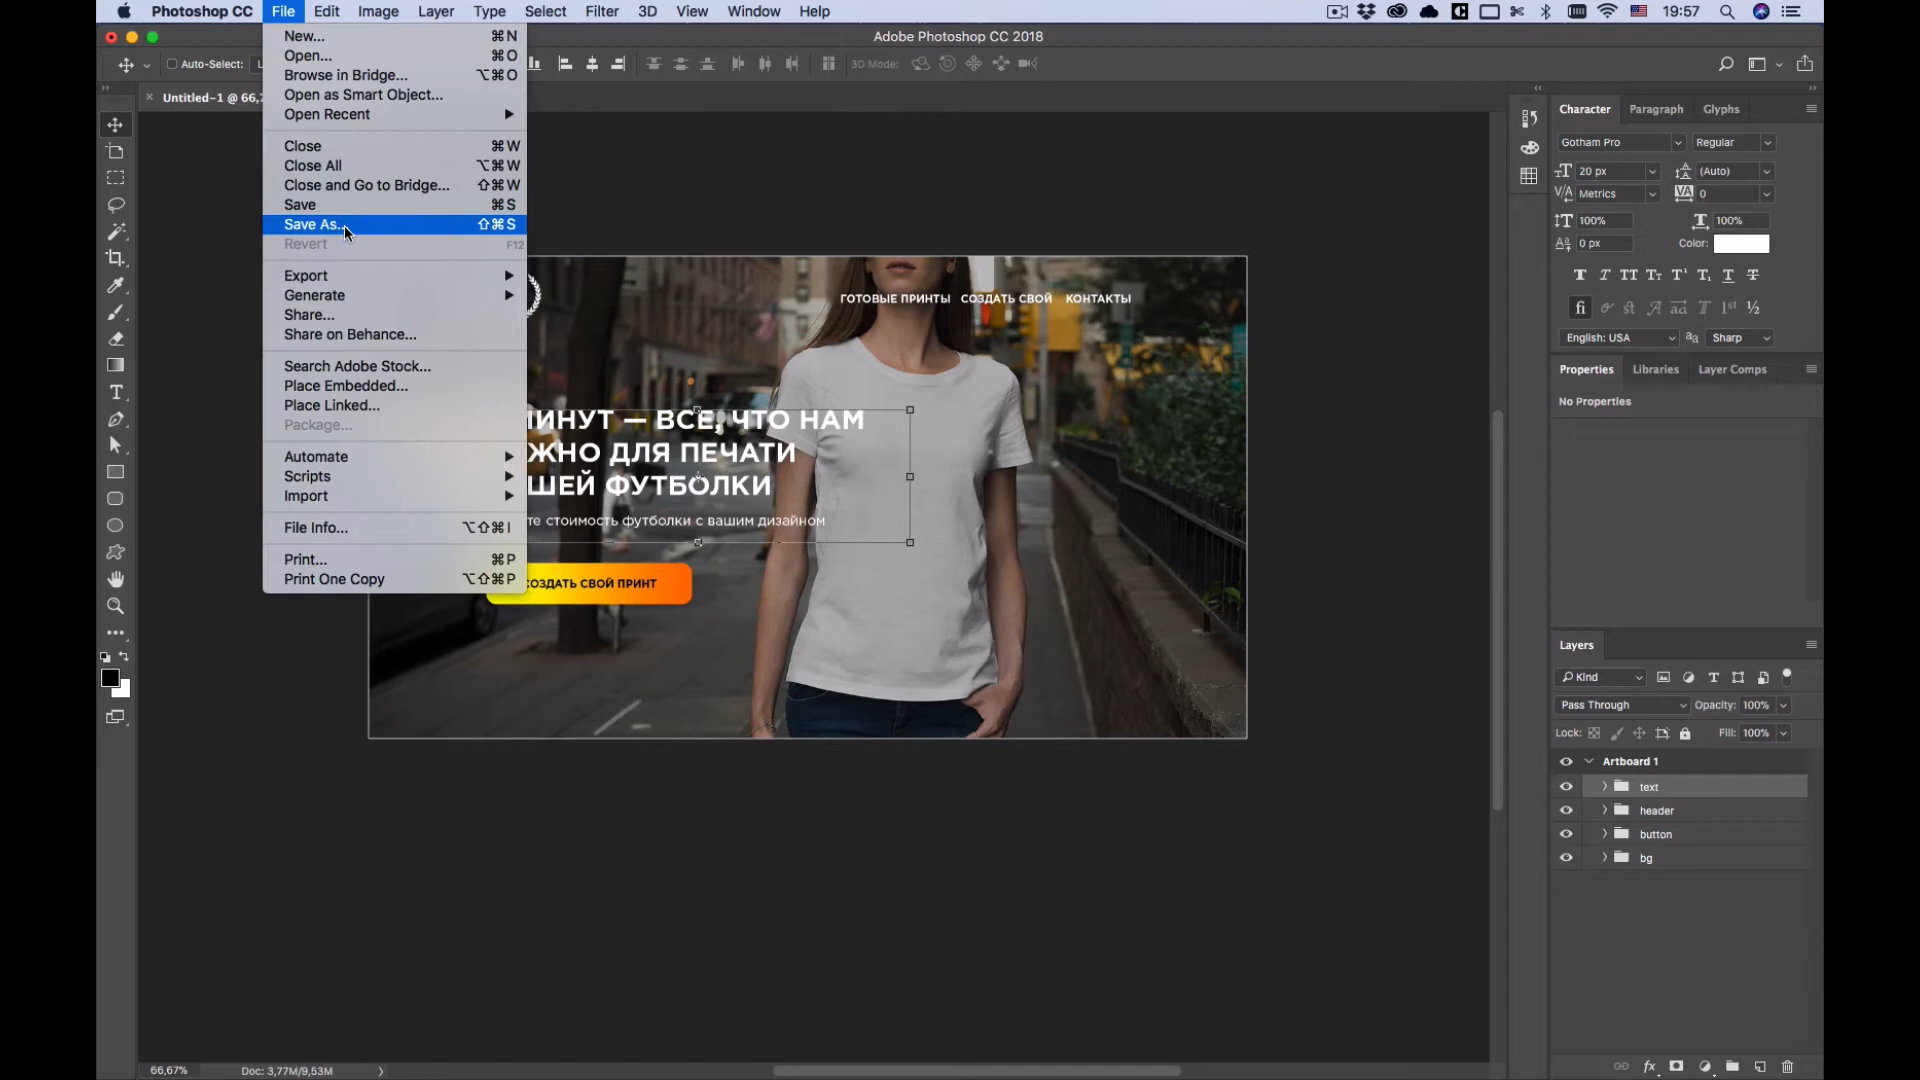 Photoshop CC File Edit Image Layer Type Select Filter 3D View Window Help 19:57
Adobe Photoshop CC 2018
Auto-Select: 3D Mode:
Untitled-1 @ 66,
New... ⌘N
Open... ⌘O
Browse in Bridge... ⌥⌘O
Open as Smart Object...
Open Recent
Close ⌘W
Close All ⌥⌘W
Close and Go to Bridge... ⇧⌘W
Save ⌘S
Save As... ⇧⌘S
Revert F12
Export
Generate
Share...
Share on Behance...
Search Adobe Stock...
Place Embedded...
Place Linked...
Package...
Automate
Scripts
Import
File Info... ⌥⇧⌘I
Print... ⌘P
Print One Copy ⌥⇧⌘P
ГОТОВЫЕ ПРИНТЫ СОЗДАТЬ СВОЙ КОНТАКТЫ
— ВСЕ, ЧТО НАМ
ДЛЯ ПЕЧАТИ
ФУТБОЛКИ
стоимость футболки с вашим дизайном
СОЗДАТЬ СВОЙ ПРИНТ
Character Paragraph Glyphs
Gotham Pro Regular
20 px (Auto)
Metrics 0
100% 100%
0 px Color:
English: USA Sharp
Properties Libraries Layer Comps
No Properties
Layers
Kind
Pass Through Opacity: 100%
Lock: Fill: 100%
Artboard 1
text
header
button
bg
66,67% Doc: 3,77M/9,53M